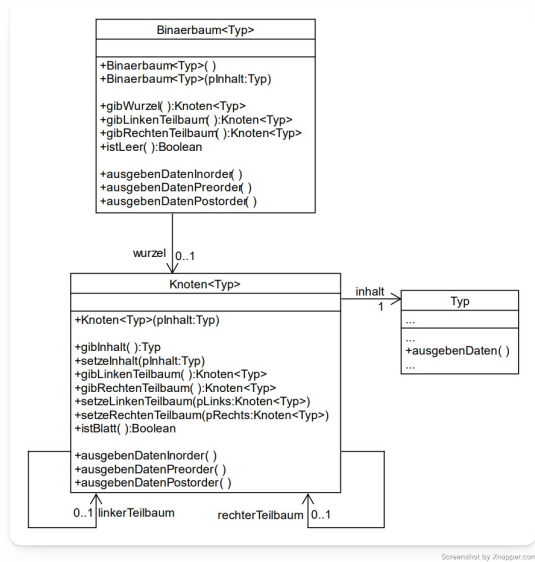 Binaerbaum<Typ>
+Binaerbaum<Typ>( )
+Binaerbaum<Typ>(pInhalt:Typ)
+gibWurzel( ):Knoten<Typ>
+gibLinkenTeilbaum( ):Knoten<Typ>
+gibRechtenTeilbaum( ):Knoten<Typ>
+istLeer( ):Boolean
+ausgebenDatenInorder( )
+ausgebenDatenPreorder( )
+ausgebenDatenPostorder( )
wurzel 0..1
Knoten<Typ>
+Knoten<Typ>(pInhalt:Typ)
+gibInhalt( ):Typ
+setzeInhalt(pInhalt:Typ)
+gibLinkenTeilbaum( ):Knoten<Typ>
+gibRechtenTeilbaum( ):Knoten<Typ>
+setzeLinkenTeilbaum(pLinks:Knoten<Typ>)
+setzeRechtenTeilbaum(pRechts:Knoten<Typ>)
+istBlatt( ):Boolean
+ausgebenDatenInorder( )
+ausgebenDatenPreorder( )
+ausgebenDatenPostorder( )
inhalt
1
Typ
...
...
+ausgebenDaten( )
...
0..1 linkerTeilbaum
rechterTeilbaum 0..1
Screenshot by Xnapper.com